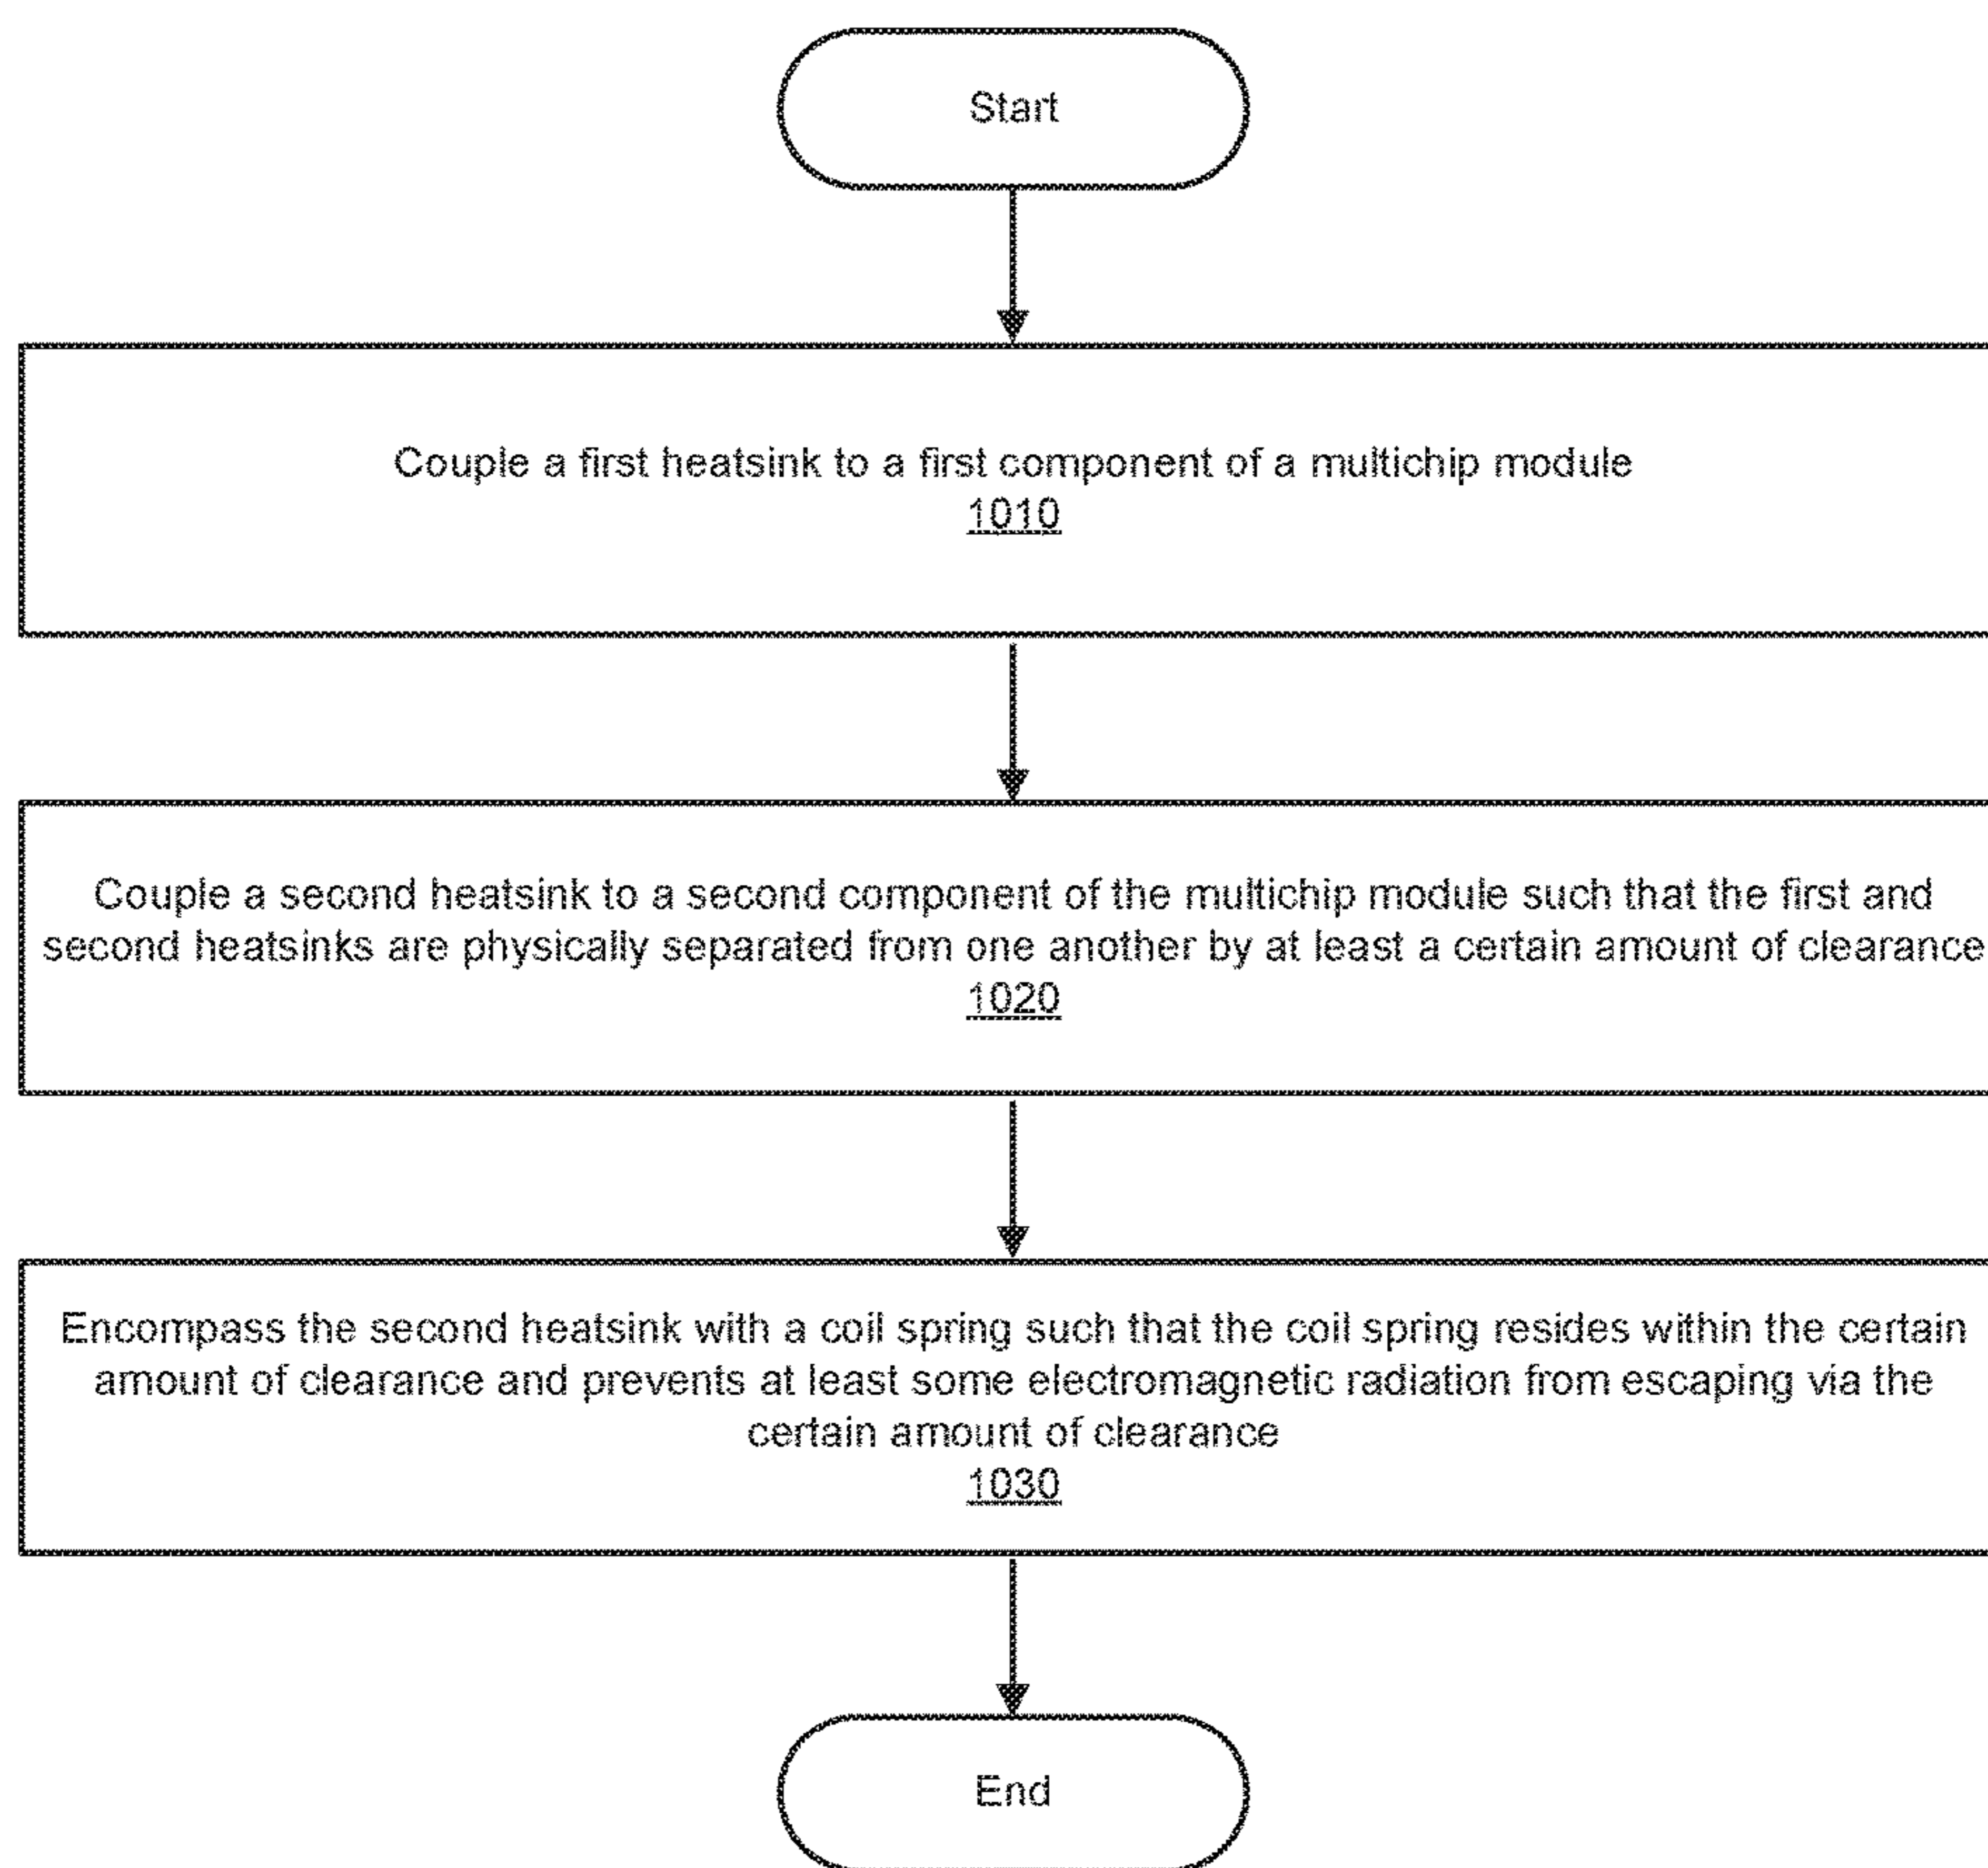 Start
Couple a first heatsink to a first component of a multichip module
1010
Couple a second heatsink to a second component of the multichip module such that the first and
second heatsinks are physically separated from one another by at least a certain amount of clearance
1020
Encompass the second heatsink with a coil spring such that the coil spring resides within the certain
amount of clearance and prevents at least some electromagnetic radiation from escaping via the
certain amount of clearance
1030
End